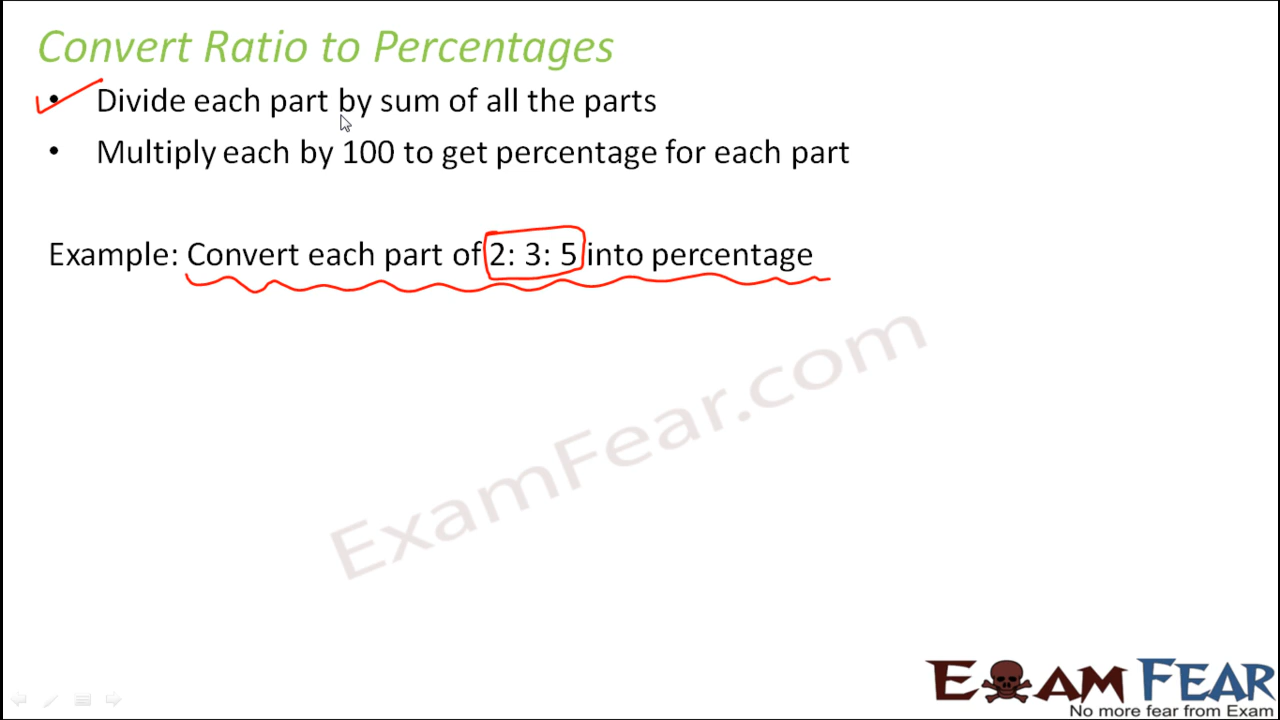 Convert Ratio to Percentages
• Divide each part by sum of all the parts
• Multiply each by 100 to get percentage for each part
Example: Convert each part of 2: 3: 5 into percentage
ExamFear.com
EXAM FEAR
No more fear from Exam